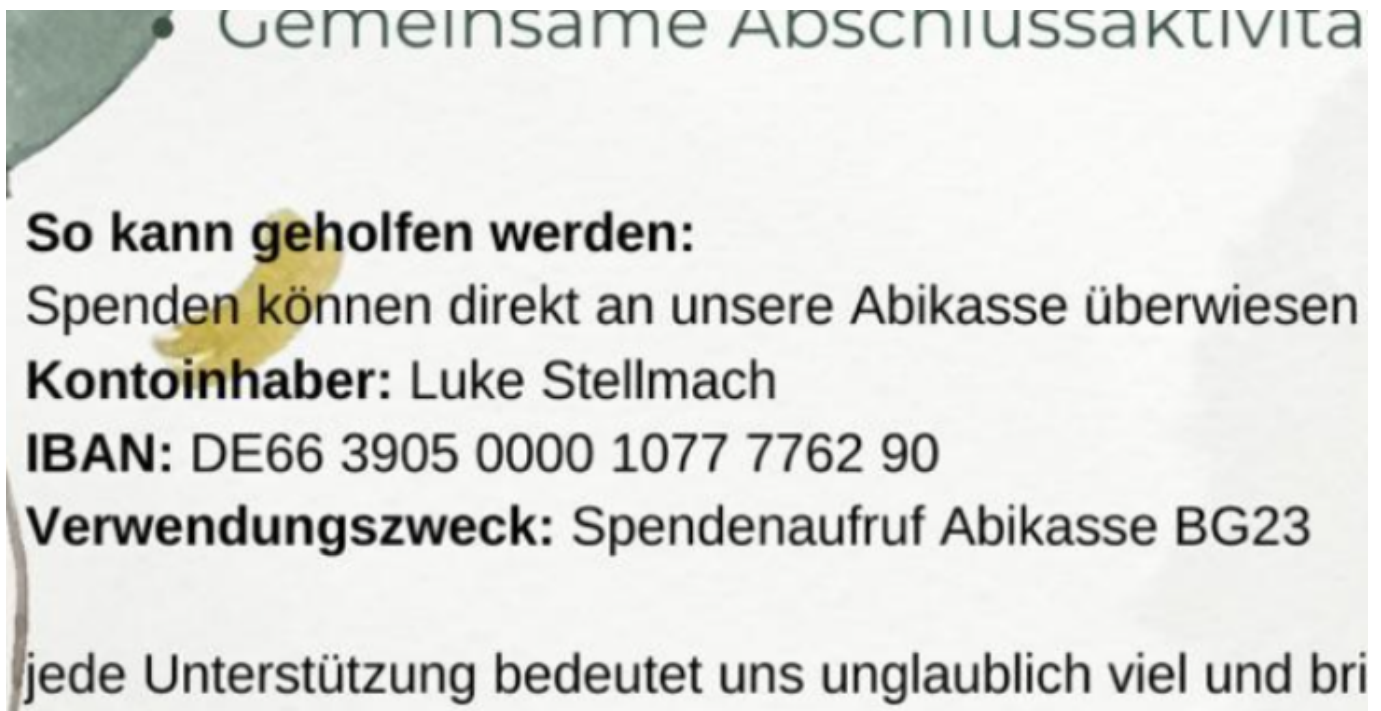 Gemeinsame Abschlussaktivitä
So kann geholfen werden:
Spenden können direkt an unsere Abikasse überwiesen
Kontoinhaber: Luke Stellmach
IBAN: DE66 3905 0000 1077 7762 90
Verwendungszweck: Spendenaufruf Abikasse BG23
jede Unterstützung bedeutet uns unglaublich viel und bri